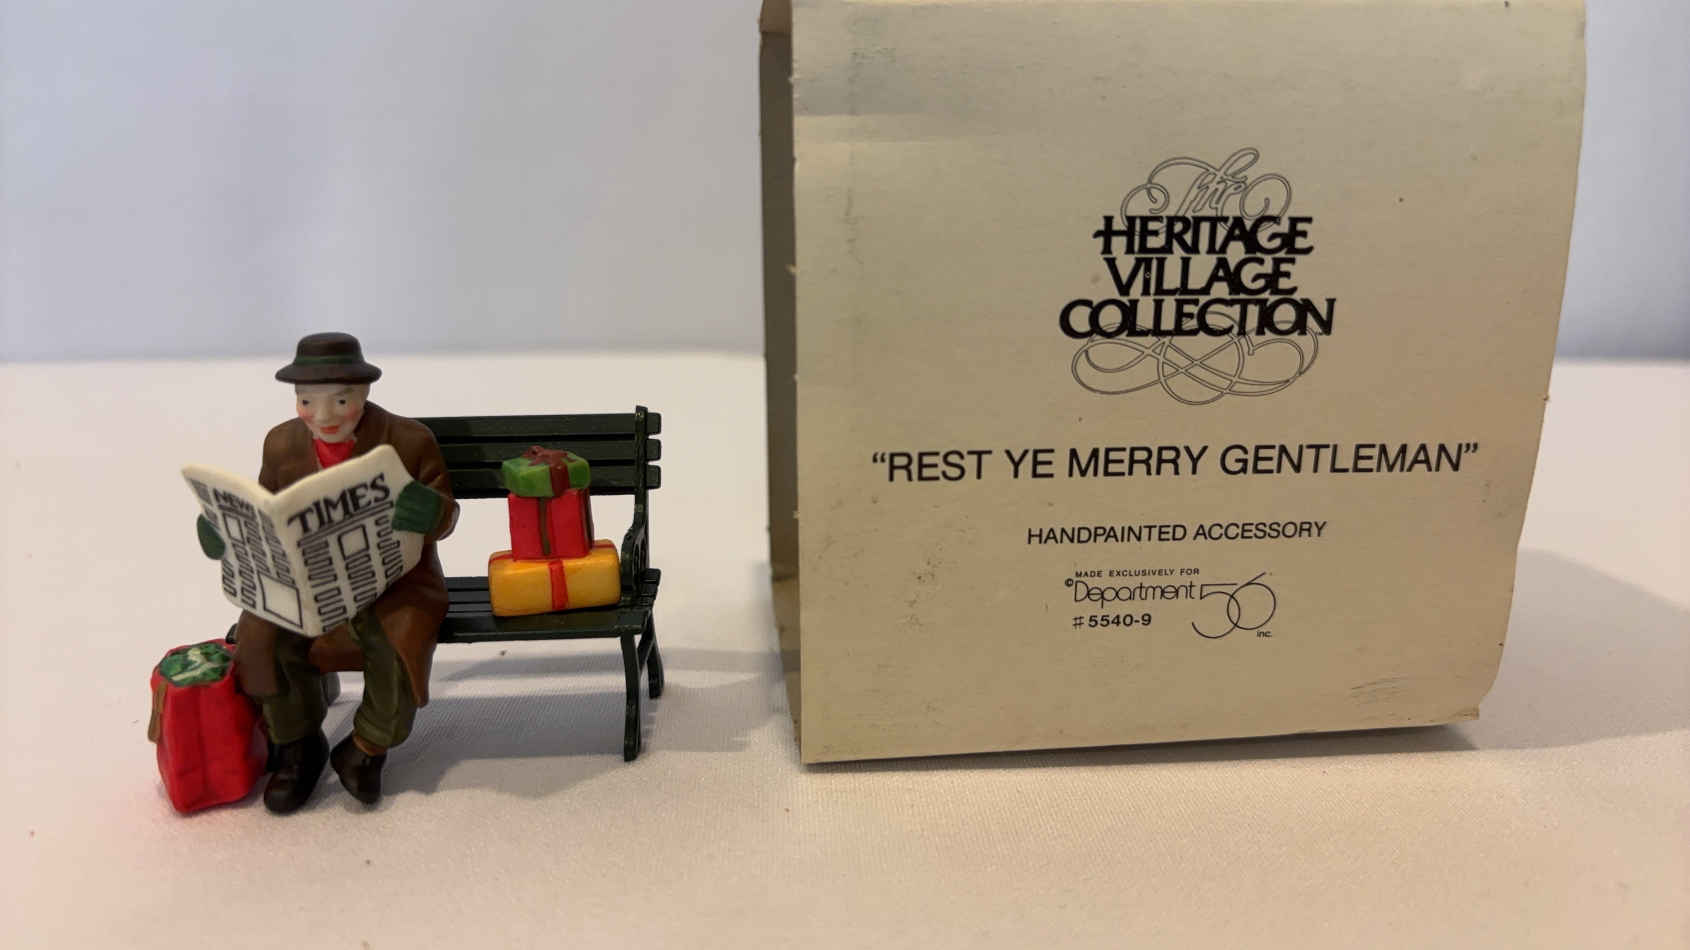 NEWS
TIMES
The
HERITAGE
VILLAGE
COLLECTION
“REST YE MERRY GENTLEMAN”
HANDPAINTED ACCESSORY
MADE EXCLUSIVELY FOR
©Department 56
inc.
#5540-9